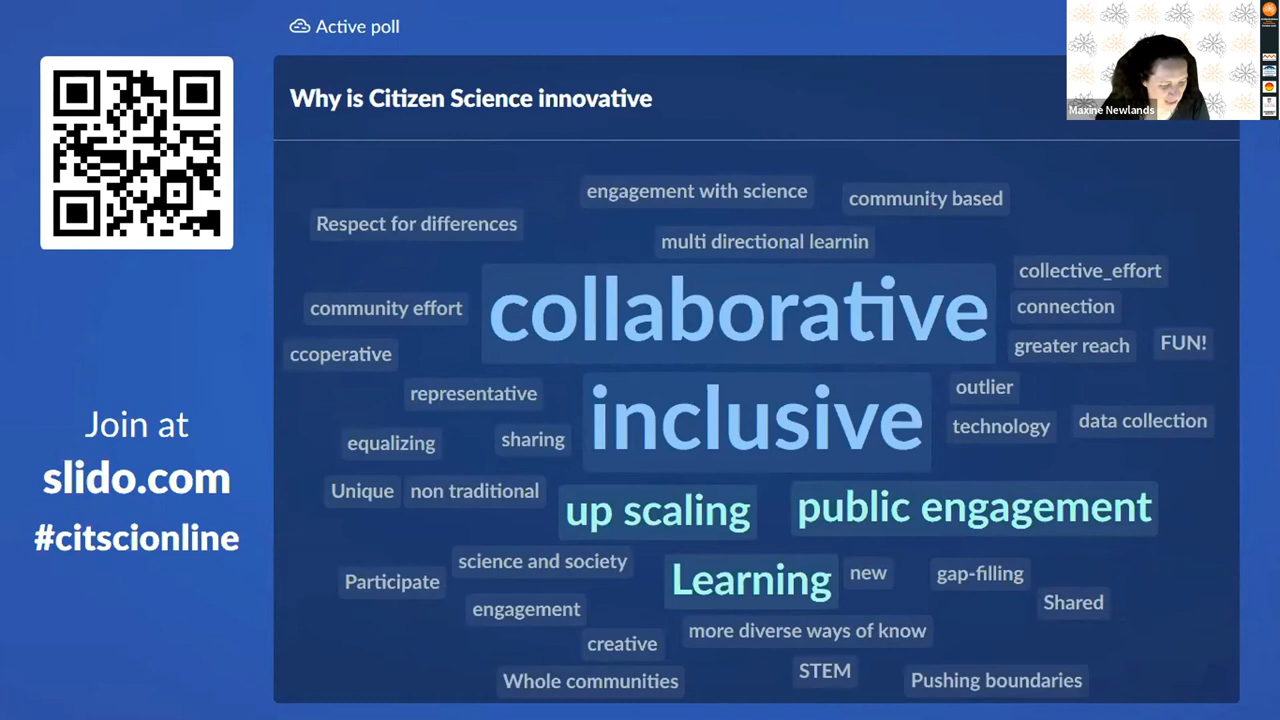 Active poll
Maxine Newlands
Why is Citizen Science innovative
engagement with science
community based
Respect for differences
multi directional learnin
collective_effort
collaborative
community effort
connection
greater reach
FUN!
ccoperative
representative
inclusive
outlier
technology
data collection
equalizing
sharing
Unique
non traditional
up scaling
public engagement
science and society
Participate
Learning
new
gap-filling
engagement
Shared
creative
more diverse ways of know
Whole communities
STEM
Pushing boundaries
Join at
slido.com
#citscionline